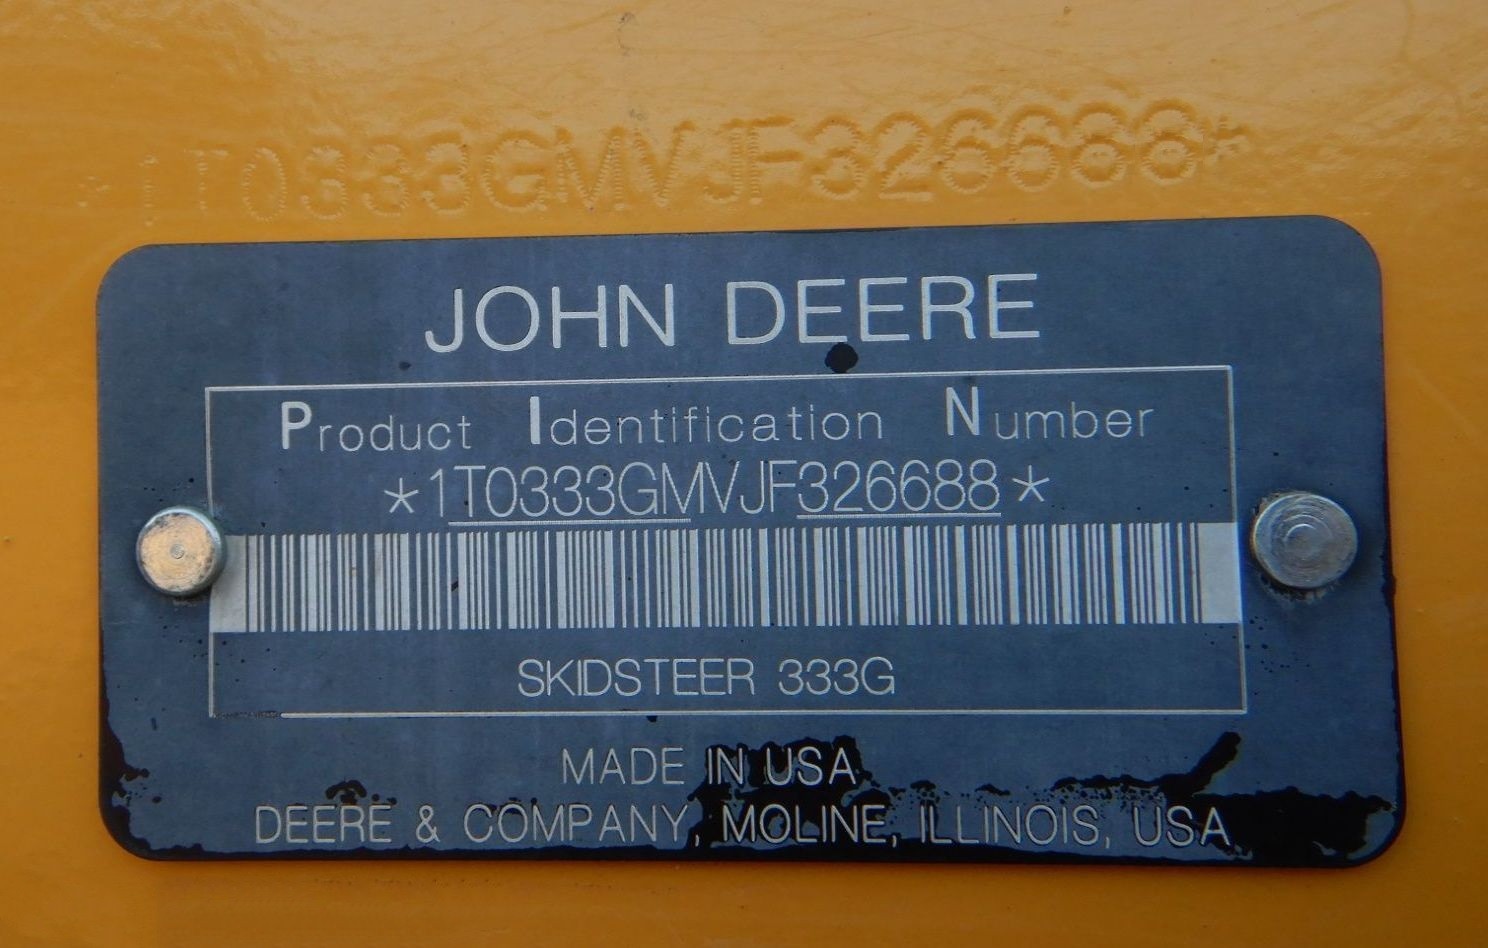 *1T0333GMVJF326688*
JOHN DEERE
Product Identification Number
*1T0333GMVJF326688*
SKIDSTEER 333G
MADE IN USA
DEERE & COMPANY, MOLINE, ILLINOIS, USA